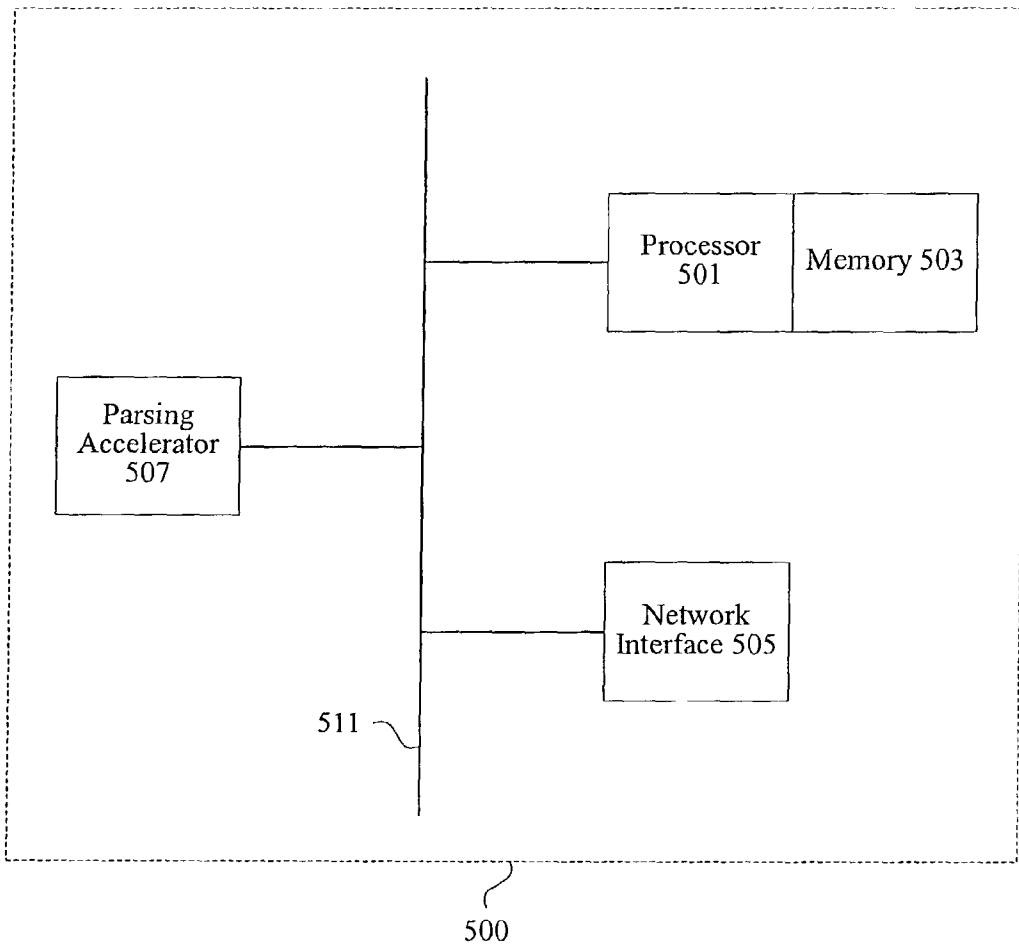 Processor
501
Memory 503
Parsing
Accelerator
507
Network
Interface 505
511
500